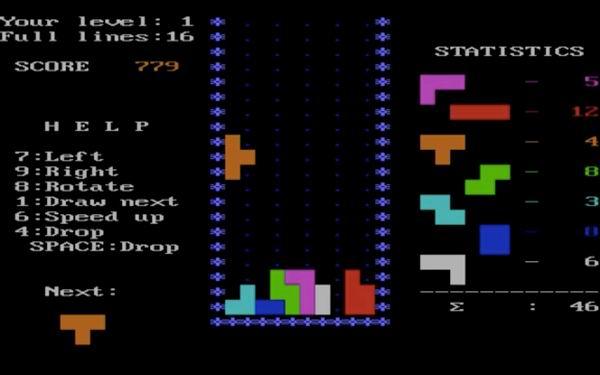 Your level: 1
Full lines:16
SCORE 779
STATISTICS
- 5
- 12
- 4
- 8
- 3
- 8
- 6
Σ : 46
H E L P
7:Left
9:Right
8:Rotate
1:Draw next
6:Speed up
4:Drop
SPACE:Drop
Next: